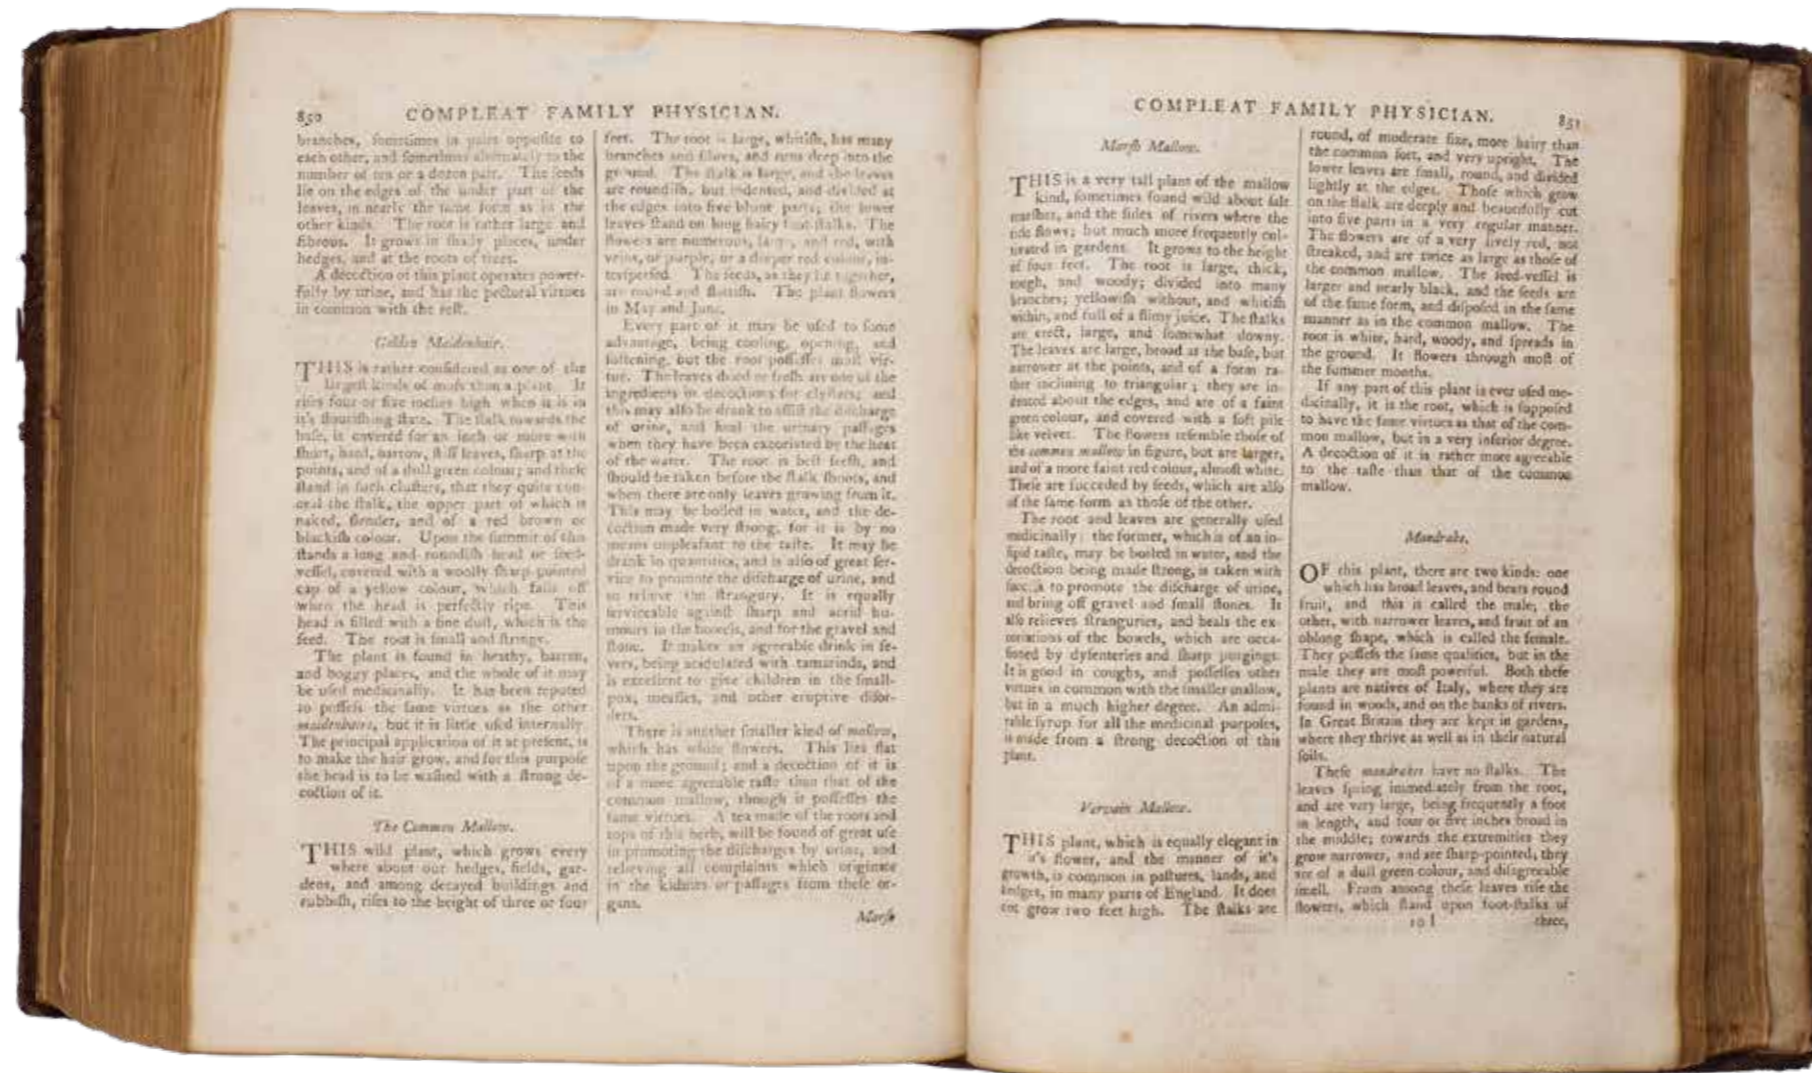 850
COMPLEAT FAMILY PHYSICIAN.
branches, ſometimes in pairs oppoſite to
each other, and ſometimes alternately to the
number of ten or a dozen pair. The ſeeds
lie on the edges of the under part of the
leaves, in nearly the ſame form as in the
other kinds. The root is rather large and
fibrous. It grows in ſhady places, under
hedges, and at the roots of trees.
A decoction of this plant operates power-
fully by urine, and has the pectoral virtues
in common with the reſt.
Golden Maidenhair.
THIS is rather conſidered as one of the
largeſt kinds of moſs than a plant. It
riſes four or five inches high when it is in
it's flouriſhing ſtate. The ſtalk towards the
baſe, is covered for an inch or more with
ſhort, hard, narrow, ſtiff leaves, ſharp at the
points, and of a dull green colour; and theſe
ſtand in ſuch cluſters, that they quite con-
ceal the ſtalk, the upper part of which is
naked, ſlender, and of a red brown or
blackiſh colour. Upon the ſummit of this
ſtands a long and roundiſh head or ſeed-
veſſel, covered with a woolly ſharp-pointed
cap of a yellow colour, which falls off
when the head is perfectly ripe. This
head is filled with a fine duſt, which is the
ſeed. The root is ſmall and ſtringy.
The plant is found in heathy, barren,
and boggy places, and the whole of it may
be uſed medicinally. It has been reputed
to poſſeſs the ſame virtues as the other
maidenhairs, but it is little uſed internally.
The principal application of it at preſent, is
to make the hair grow, and for this purpoſe
the head is to be waſhed with a ſtrong de-
coction of it.
The Common Mallow.
THIS wild plant, which grows every
where about our hedges, fields, gar-
dens, and among decayed buildings and
rubbiſh, riſes to the height of three or four
feet. The root is large, whitiſh, has many
branches and fibres, and runs deep into the
ground. The ſtalk is large, and the leaves
are roundiſh, but indented, and divided at
the edges into five blunt parts; the lower
leaves ſtand on long hairy foot-ſtalks. The
flowers are numerous, large, and red, with
veins, or purple, or a deeper red colour, in-
terſperſed. The ſeeds, as they lie together,
are round and flattiſh. The plant flowers
in May and June.
Every part of it may be uſed to ſome
advantage, being cooling, opening, and
ſoftening, but the root poſſeſſes moſt vir-
tue. The leaves dried or freſh are one of the
ingredients in decoctions for clyſters; and
this may alſo be drank to aſſiſt the diſcharge
of urine, and heal the urinary paſſages
when they have been excoriated by the heat
of the water. The root is beſt freſh, and
ſhould be taken before the ſtalk ſhoots, and
when there are only leaves growing from it.
This may be boiled in water, and the de-
coction made very ſtrong, for it is by no
means unpleaſant to the taſte. It may be
drank in quantities, and is alſo of great ſer-
vice to promote the diſcharge of urine, and
to relieve the ſtrangury. It is equally
ſerviceable againſt ſharp and acrid hu-
mours in the bowels, and for the gravel and
ſtone. It makes an agreeable drink in fe-
vers, being acidulated with tamarinds, and
is excellent to give children in the ſmall-
pox, meaſles, and other eruptive diſor-
ders.
There is another ſmaller kind of mallow,
which has white flowers. This lies flat
upon the ground; and a decoction of it is
of a more agreeable taſte than that of the
common mallow, though it poſſeſſes the
ſame virtues. A tea made of the roots and
tops of this herb, will be found of great uſe
in promoting the diſcharges by urine, and
relieving all complaints which originate
in the kidnies or paſſages from theſe or-
gans.
Marſh
COMPLEAT FAMILY PHYSICIAN.
851
Marſh Mallow.
THIS is a very tall plant of the mallow
kind, ſometimes found wild about ſalt
marſhes, and the ſides of rivers where the
tide flows; but much more frequently cul-
tivated in gardens. It grows to the height
of four feet. The root is large, thick,
tough, and woody; divided into many
branches; yellowiſh without, and whitiſh
within, and full of a ſlimy juice. The ſtalks
are erect, large, and ſomewhat downy.
The leaves are large, broad at the baſe, but
narrower at the points, and of a form ra-
ther inclining to triangular; they are in-
dented about the edges, and are of a faint
green colour, and covered with a ſoft pile
like velvet. The flowers reſemble thoſe of
the common mallow in figure, but are larger,
and of a more faint red colour, almoſt white.
Theſe are ſucceded by ſeeds, which are alſo
of the ſame form as thoſe of the other.
The root and leaves are generally uſed
medicinally: the former, which is of an in-
ſipid taſte, may be boiled in water, and the
decoction being made ſtrong, is taken with
to promote the diſcharge of urine,
and bring off gravel and ſmall ſtones. It
alſo relieves ſtranguries, and heals the ex-
coriations of the bowels, which are occa-
ſioned by dyſenteries and ſharp purgings.
It is good in coughs, and poſſeſſes other
virtues in common with the ſmaller mallow,
but in a much higher degree. An admi-
rable ſyrup for all the medicinal purpoſes,
is made from a ſtrong decoction of this
plant.
Vervain Mallow.
THIS plant, which is equally elegant in
it's flower, and the manner of it's
growth, is common in paſtures, lands, and
hedges, in many parts of England. It does
not grow two feet high. The ſtalks are
round, of moderate ſize, more hairy than
the common ſort, and very upright. The
lower leaves are ſmall, round, and divided
lightly at the edges. Thoſe which grow
on the ſtalk are deeply and beautifully cut
into five parts in a very regular manner.
The flowers are of a very lively red, not
ſtreaked, and are twice as large as thoſe of
the common mallow. The ſeed-veſſel is
larger and nearly black, and the ſeeds are
of the ſame form, and diſpoſed in the ſame
manner as in the common mallow. The
root is white, hard, woody, and ſpreads in
the ground. It flowers through moſt of
the ſummer months.
If any part of this plant is ever uſed me-
dicinally, it is the root, which is ſuppoſed
to have the ſame virtues as that of the com-
mon mallow, but in a very inferior degree.
A decoction of it is rather more agreeable
to the taſte than that of the common
mallow.
Mandrake.
OF this plant, there are two kinds: one
which has broad leaves, and bears round
fruit, and this is called the male; the
other, with narrower leaves, and fruit of an
oblong ſhape, which is called the female.
They poſſeſs the ſame qualities, but in the
male they are moſt powerful. Both theſe
plants are natives of Italy, where they are
found in woods, and on the banks of rivers.
In Great Britain they are kept in gardens,
where they thrive as well as in their natural
ſoils.
Theſe mandrakes have no ſtalks. The
leaves ſpring immediately from the root,
and are very large, being frequently a foot
in length, and four or five inches broad in
the middle; towards the extremities they
grow narrower, and are ſharp-pointed; they
are of a dull green colour, and diſagreeable
ſmell. From among theſe leaves riſe the
flowers, which ſtand upon foot-ſtalks of
10 I
three,